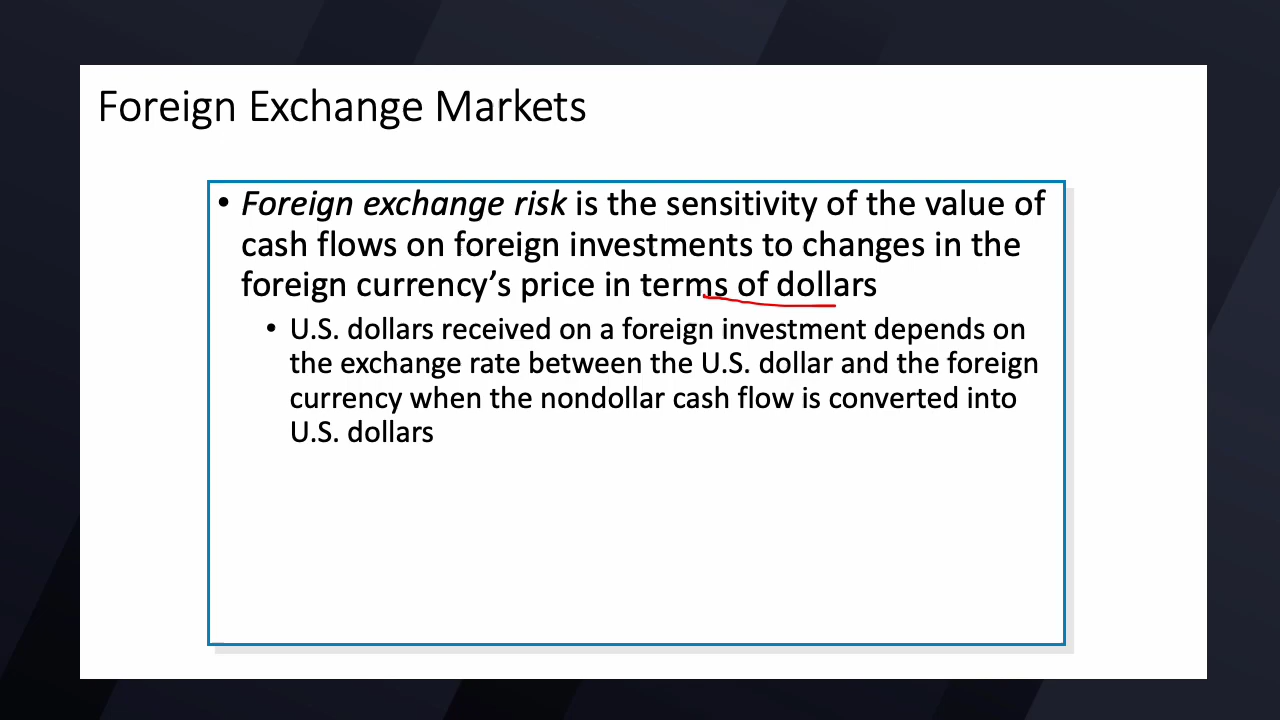 Foreign Exchange Markets
• Foreign exchange risk is the sensitivity of the value of
cash flows on foreign investments to changes in the
foreign currency’s price in terms of dollars
• U.S. dollars received on a foreign investment depends on
the exchange rate between the U.S. dollar and the foreign
currency when the nondollar cash flow is converted into
U.S. dollars